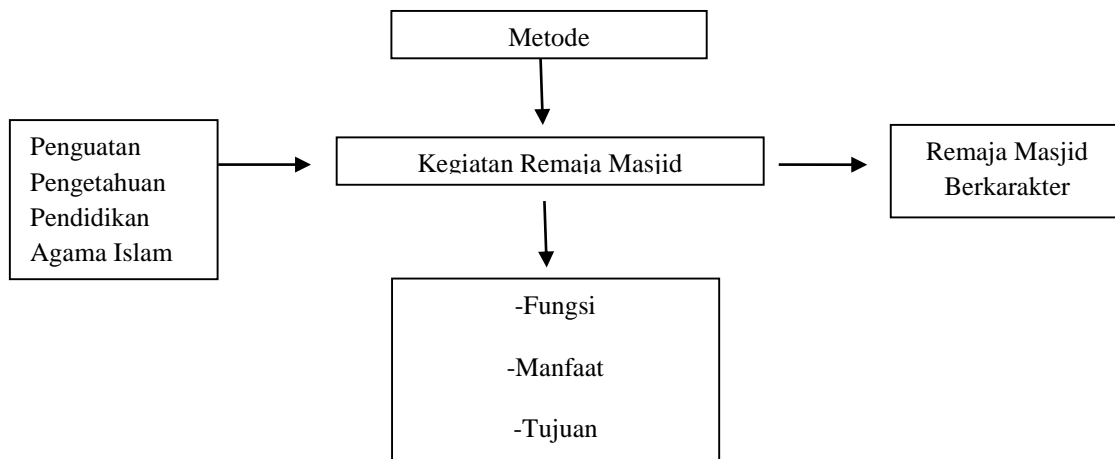 Metode
Penguatan
Pengetahuan
Pendidikan
Agama Islam
Kegiatan Remaja Masjid
Remaja Masjid
Berkarakter
-Fungsi
-Manfaat
-Tujuan